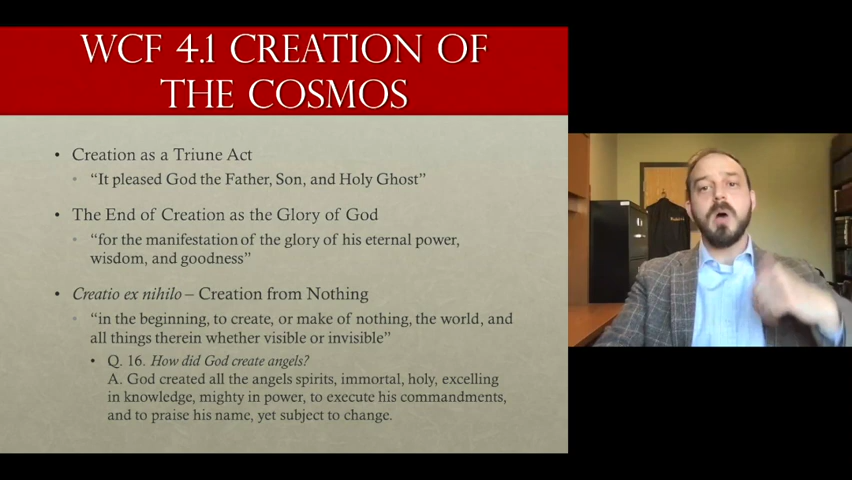 WCF 4.1 CREATION OF
THE COSMOS
• Creation as a Triune Act
• “It pleased God the Father, Son, and Holy Ghost”
• The End of Creation as the Glory of God
• “for the manifestation of the glory of his eternal power,
wisdom, and goodness”
• Creatio ex nihilo – Creation from Nothing
• “in the beginning, to create, or make of nothing, the world, and
all things therein whether visible or invisible”
• Q. 16. How did God create angels?
A. God created all the angels spirits, immortal, holy, excelling
in knowledge, mighty in power, to execute his commandments,
and to praise his name, yet subject to change.